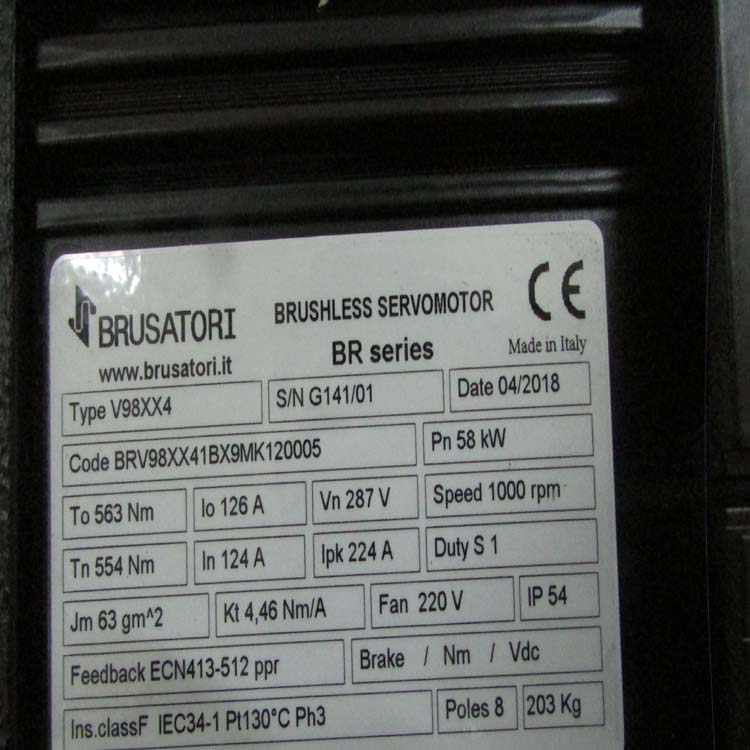 BRUSATORI
www.brusatori.it
BRUSHLESS SERVOMOTOR
BR series
CE
Made in Italy
Type V98XX4 S/N G141/01 Date 04/2018
Code BRV98XX41BX9MK120005 Pn 58 kW
To 563 Nm Io 126 A Vn 287 V Speed 1000 rpm
Tn 554 Nm In 124 A Ipk 224 A Duty S 1
Jm 63 gm^2 Kt 4,46 Nm/A Fan 220 V IP 54
Feedback ECN413-512 ppr Brake / Nm / Vdc
Ins.classF IEC34-1 Pt130°C Ph3 Poles 8 203 Kg